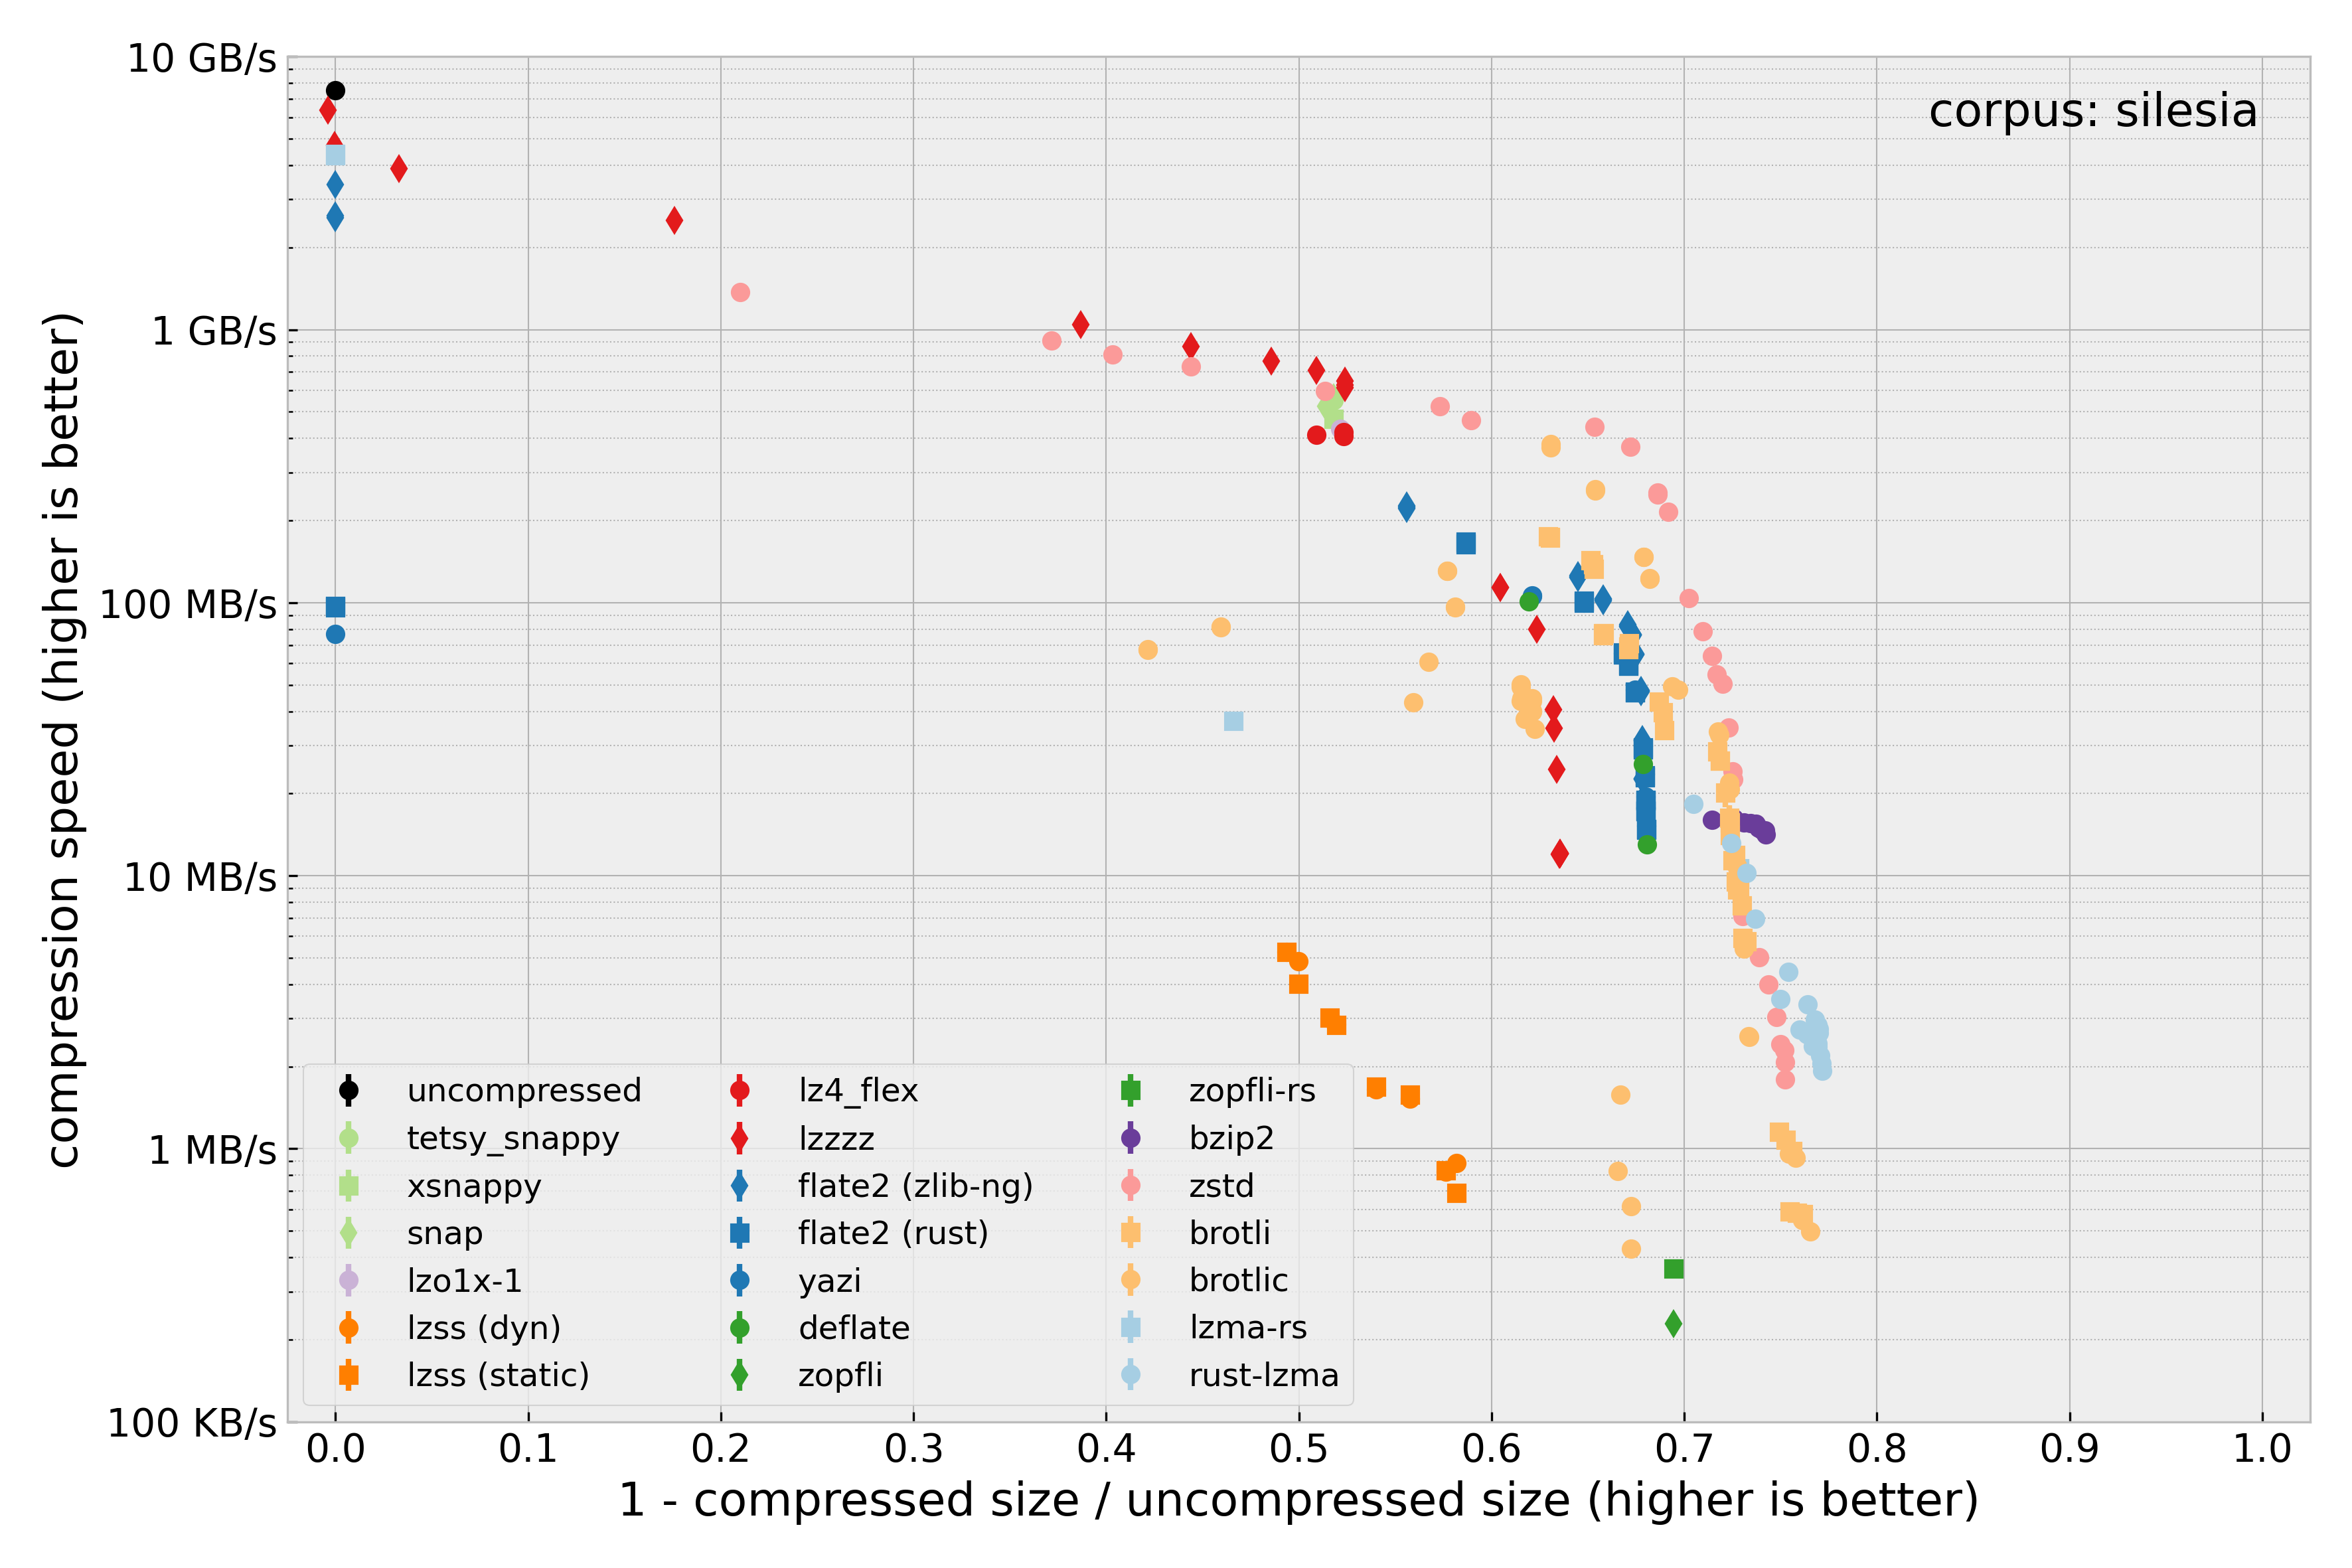 10 GB/s
corpus: silesia
1 GB/s
100 MB/s
10 MB/s
1 MB/s
100 KB/s
compression speed (higher is better)
uncompressed
tetsy_snappy
xsnappy
snap
lzo1x-1
lzss (dyn)
lzss (static)
lz4_flex
lzzzz
flate2 (zlib-ng)
flate2 (rust)
yazi
deflate
zopfli
zopfli-rs
bzip2
zstd
brotli
brotlic
lzma-rs
rust-lzma
0.0 0.1 0.2 0.3 0.4 0.5 0.6 0.7 0.8 0.9 1.0
1 - compressed size / uncompressed size (higher is better)